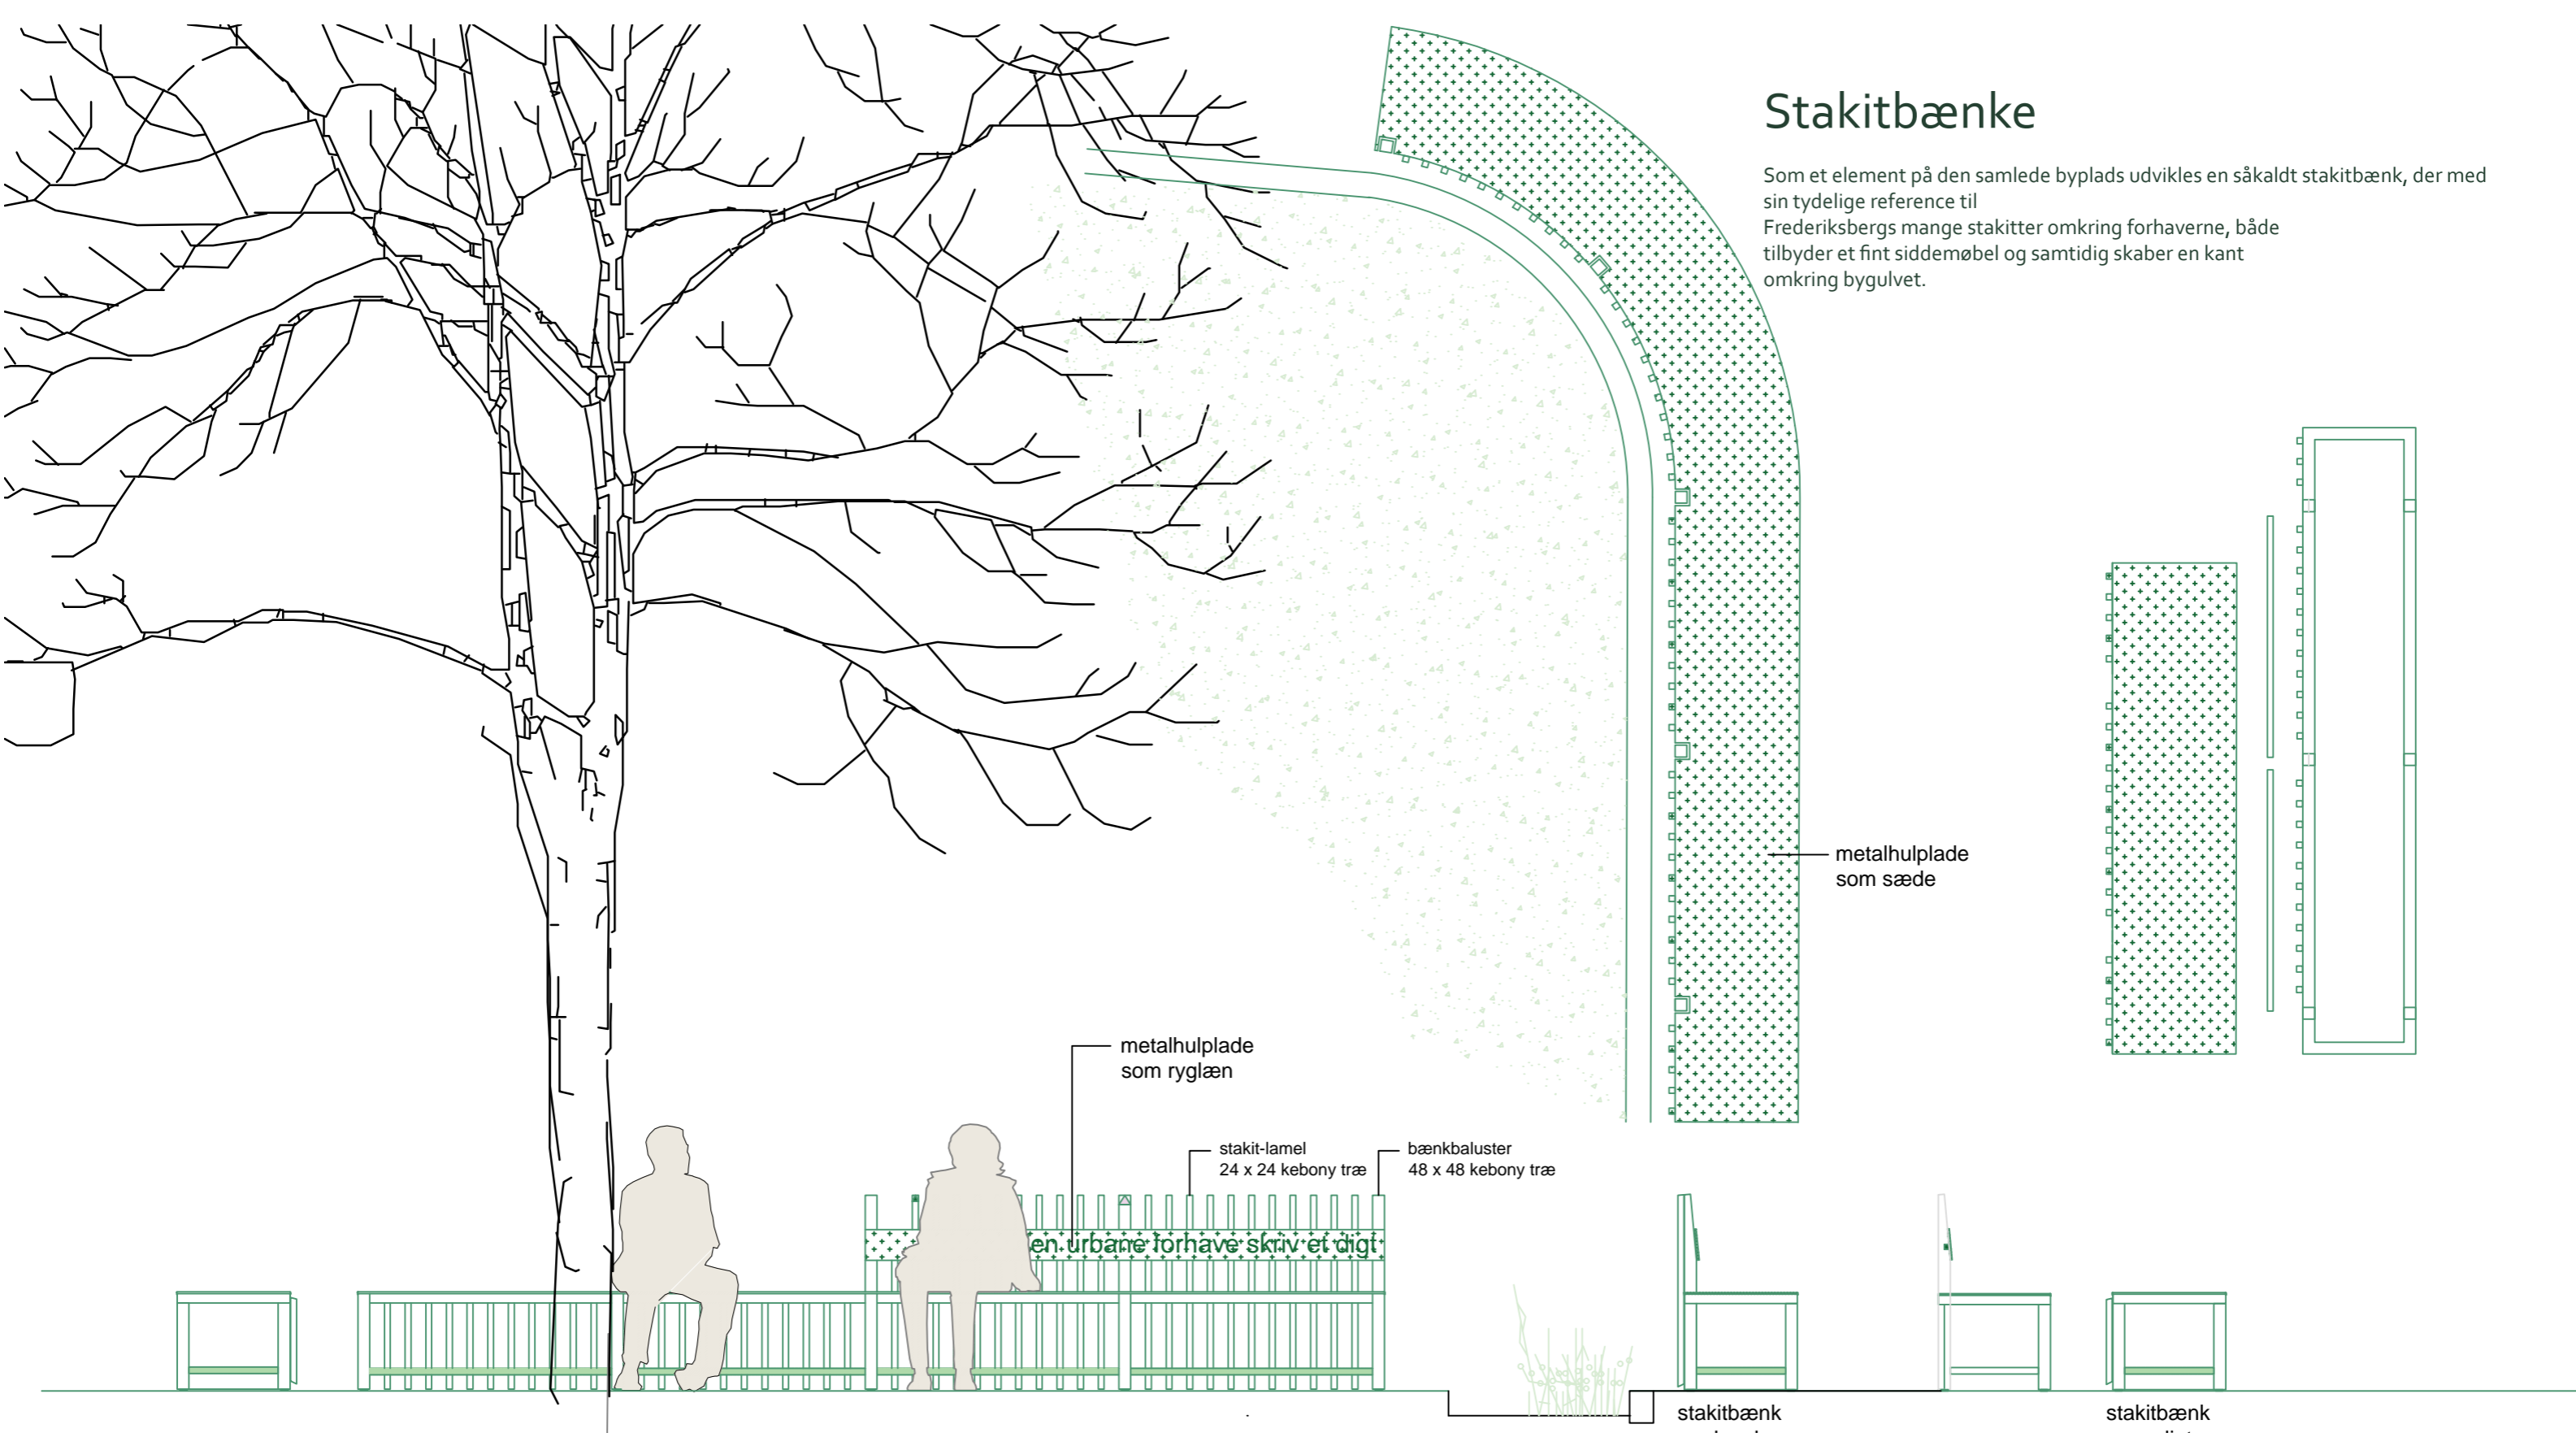 Stakitbænke
Som et element på den samlede byplads udvikles en såkaldt stakitbænk, der med
sin tydelige reference til
Frederiksbergs mange stakitter omkring forhaverne, både
tilbyder et fint siddemøbel og samtidig skaber en kant
omkring bygulvet.
metalhulplade
som sæde
metalhulplade
som ryglæn
stakit-lamel
24 x 24 kebony træ
bænkbaluster
48 x 48 kebony træ
en urbane forhave skriv et digt
stakitbænk
stakitbænk